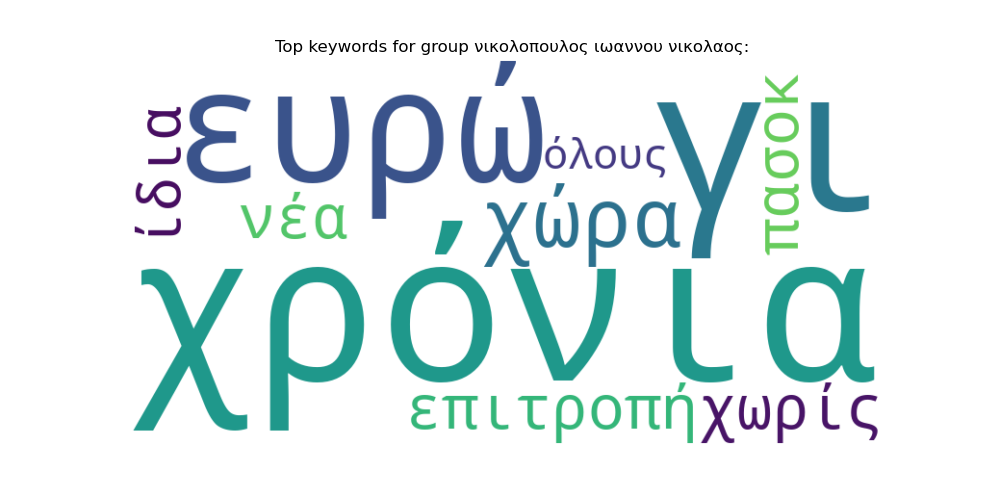 Top keywords for group νικολοπουλος ιωαννου νικολαος:
ίδια
ευρώ
όλους
γι
πασοκ
νέα
χώρα
χρόνια
επιτροπή
χωρίς